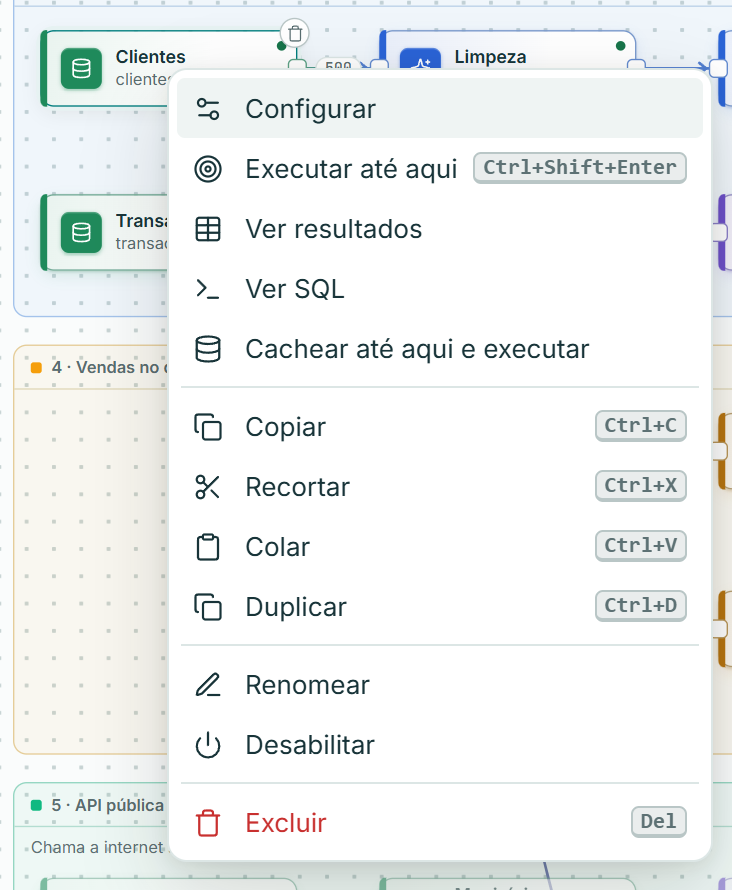 Clientes
clientes
500
Limpeza
Configurar
Executar até aqui Ctrl+Shift+Enter
Ver resultados
Transa
transac
Ver SQL
Cachear até aqui e executar
4 · Vendas no
Copiar Ctrl+C
Recortar Ctrl+X
Colar Ctrl+V
Duplicar Ctrl+D
Renomear
Desabilitar
5 · API pública
Excluir Del
Chama a internet